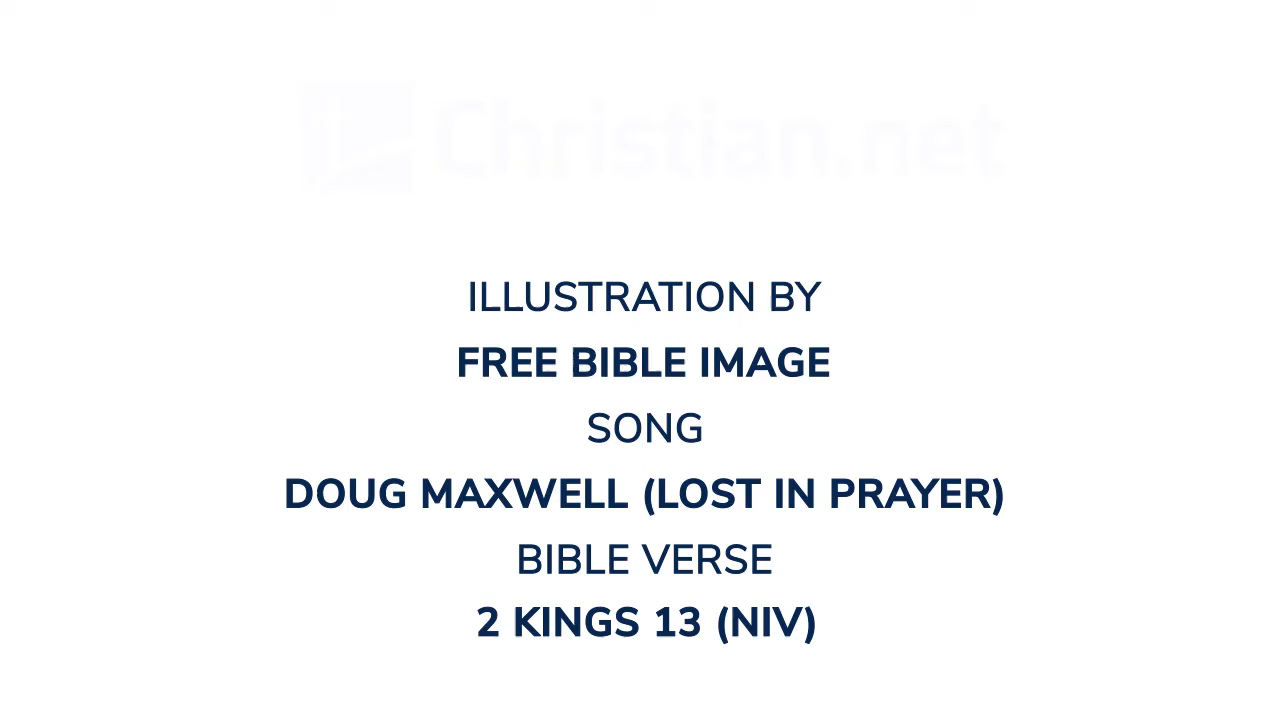 Christian.net
ILLUSTRATION BY
FREE BIBLE IMAGE
SONG
DOUG MAXWELL (LOST IN PRAYER)
BIBLE VERSE
2 KINGS 13 (NIV)